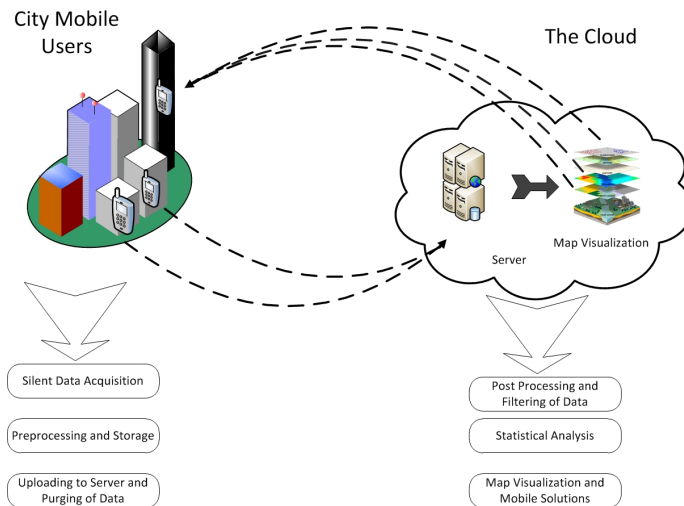 City Mobile
Users
The Cloud
Map Visualization
Server
Silent Data Acquisition
Preprocessing and Storage
Uploading to Server and
Purging of Data
Post Processing and
Filtering of Data
Statistical Analysis
Map Visualization and
Mobile Solutions